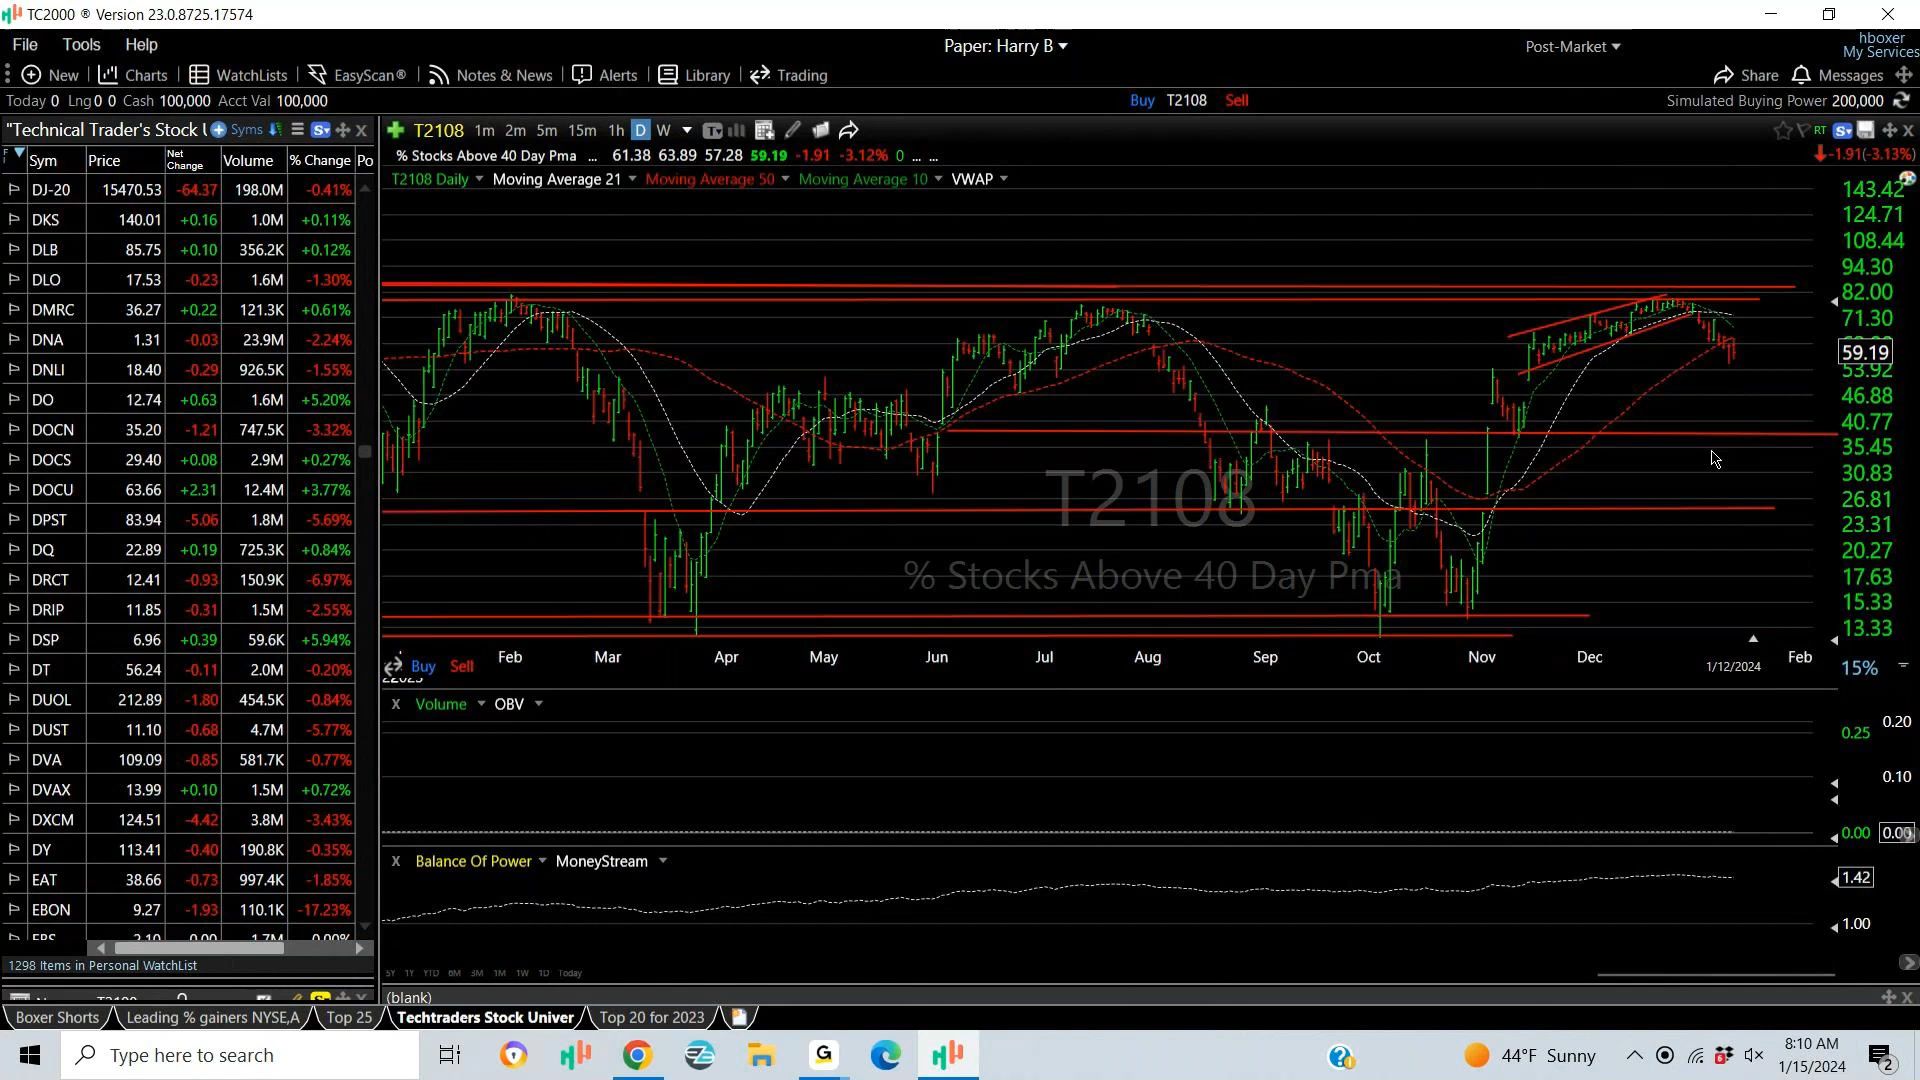 TC2000 ® Version 23.0.8725.17574
File Tools Help Paper: Harry B Post-Market hboxer
My Services
New Charts WatchLists EasyScan® Notes & News Alerts Library Trading Share Messages
Today 0 Lng 0 0 Cash 100,000 Acct Val 100,000 Buy T2108 Sell Simulated Buying Power 200,000
"Technical Trader's Stock U Syms
T2108 1m 2m 5m 15m 1h D W RT
Sym Price Net Change Volume % Change Po
% Stocks Above 40 Day Pma ... 61.38 63.89 57.28 59.19 -1.91 -3.12% 0 ... ...
-1.91(-3.13%)
T2108 Daily Moving Average 21 Moving Average 50 Moving Average 10 VWAP
DJ-20 15470.53 -64.37 198.0M -0.41%
DKS 140.01 +0.16 1.0M +0.11%
DLB 85.75 +0.10 356.2K +0.12%
DLO 17.53 -0.23 1.6M -1.30%
DMRC 36.27 +0.22 121.3K +0.61%
DNA 1.31 -0.03 23.9M -2.24%
DNLI 18.40 -0.29 926.5K -1.55%
DO 12.74 +0.63 1.6M +5.20%
DOCN 35.20 -1.21 747.5K -3.32%
DOCS 29.40 +0.08 2.9M +0.27%
DOCU 63.66 +2.31 12.4M +3.77%
DPST 83.94 -5.06 1.8M -5.69%
DQ 22.89 +0.19 725.3K +0.84%
DRCT 12.41 -0.93 150.9K -6.97%
DRIP 11.85 -0.31 1.5M -2.55%
DSP 6.96 +0.39 59.6K +5.94%
DT 56.24 -0.11 2.0M -0.20%
DUOL 212.89 -1.80 454.5K -0.84%
DUST 11.10 -0.68 4.7M -5.77%
DVA 109.09 -0.85 581.7K -0.77%
DVAX 13.99 +0.10 1.5M +0.72%
DXCM 124.51 -4.42 3.8M -3.43%
DY 113.41 -0.40 190.8K -0.35%
EAT 38.66 -0.73 997.4K -1.85%
EBON 9.27 -1.93 110.1K -17.23%
1298 Items in Personal WatchList
143.42
124.71
108.44
94.30
82.00
71.30
59.19
53.92
46.88
40.77
35.45
30.83
26.81
23.31
20.27
17.63
15.33
13.33
T2108
% Stocks Above 40 Day Pma
Feb Mar Apr May Jun Jul Aug Sep Oct Nov Dec 1/12/2024 Feb
Buy Sell 15%
Volume OBV
0.20
0.25
0.10
0.00 0.00
Balance Of Power MoneyStream
1.42
1.00
5Y 1Y YTD 6M 3M 1M 1W 1D Today
(blank)
Boxer Shorts Leading % gainers NYSE,A Top 25 Techtraders Stock Univer Top 20 for 2023
Type here to search 44°F Sunny 8:10 AM
1/15/2024
2